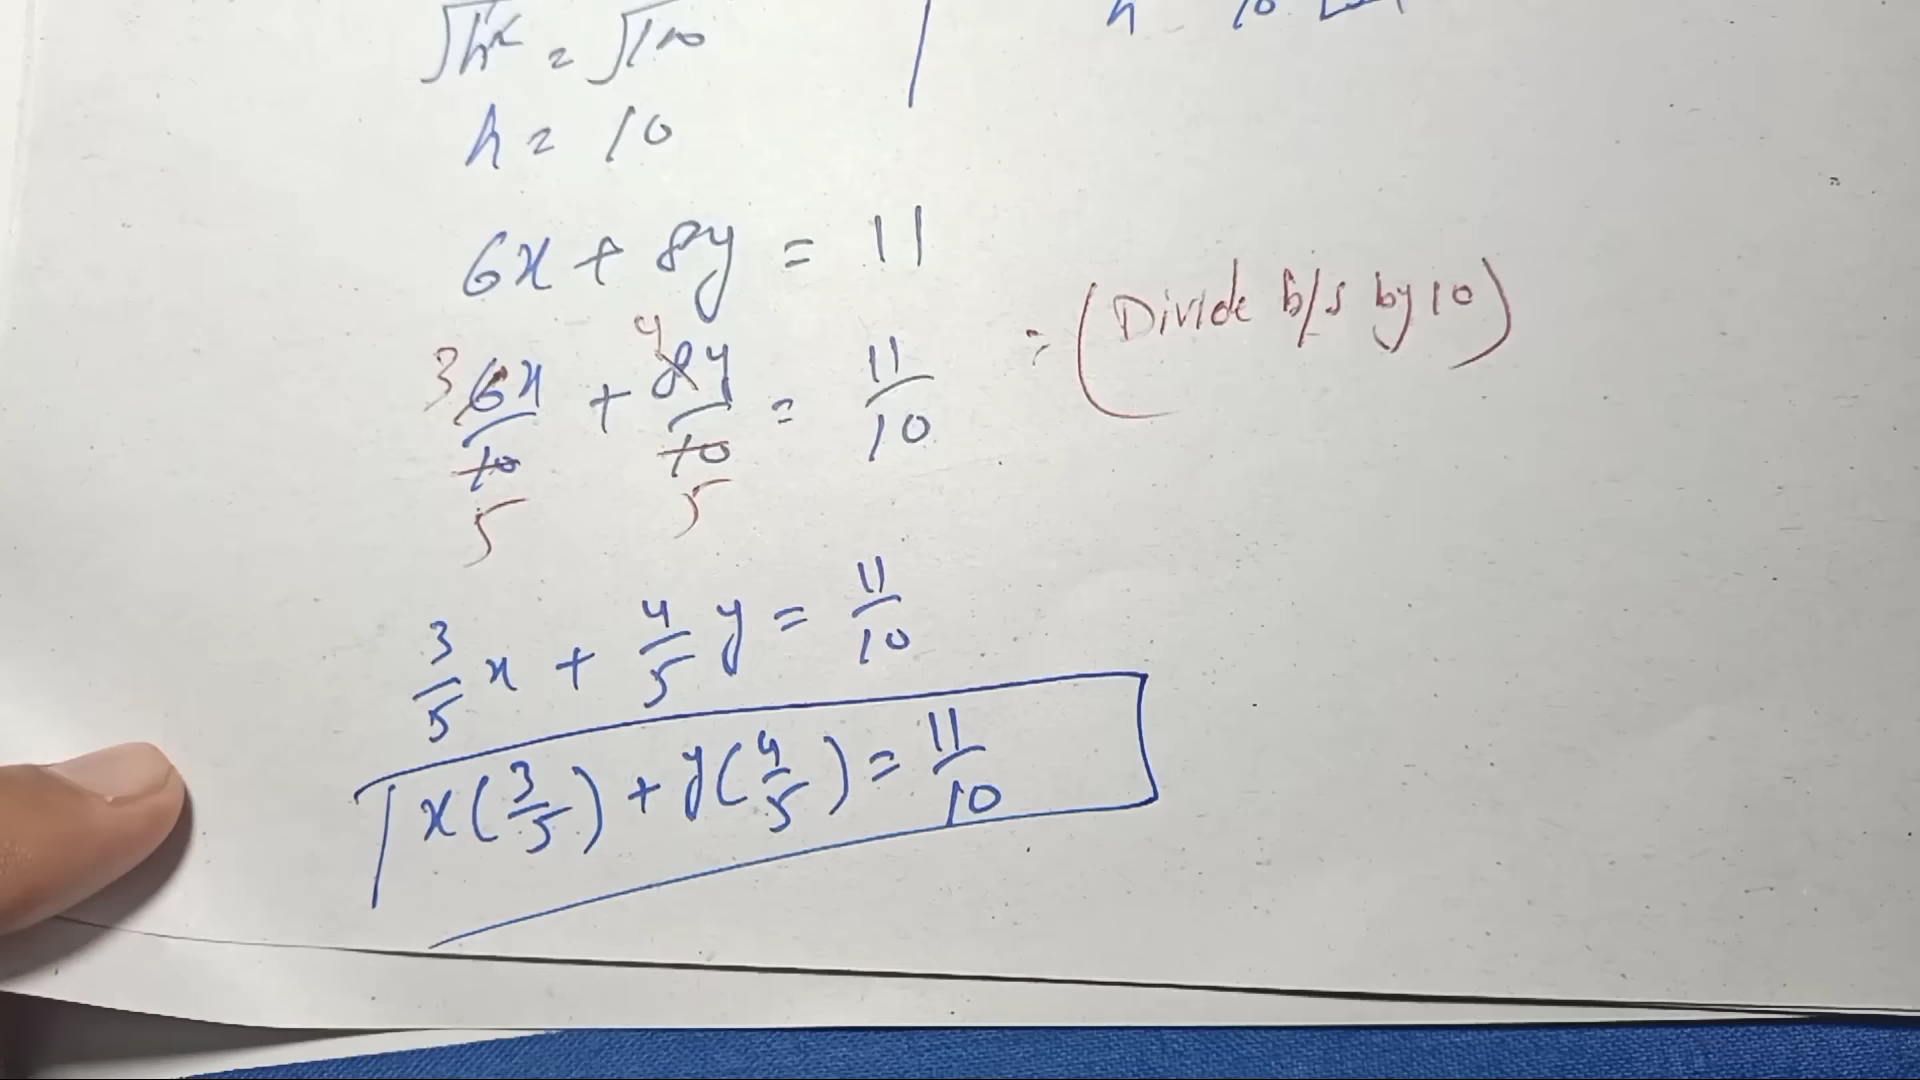 √h² = √100
h = 10
6x + 8y = 11
3 6x/10 5 + 4 8y/10 5 = 11/10 = (Divide b/s by 10)
3/5 x + 4/5 y = 11/10
x(3/5) + y(4/5) = 11/10